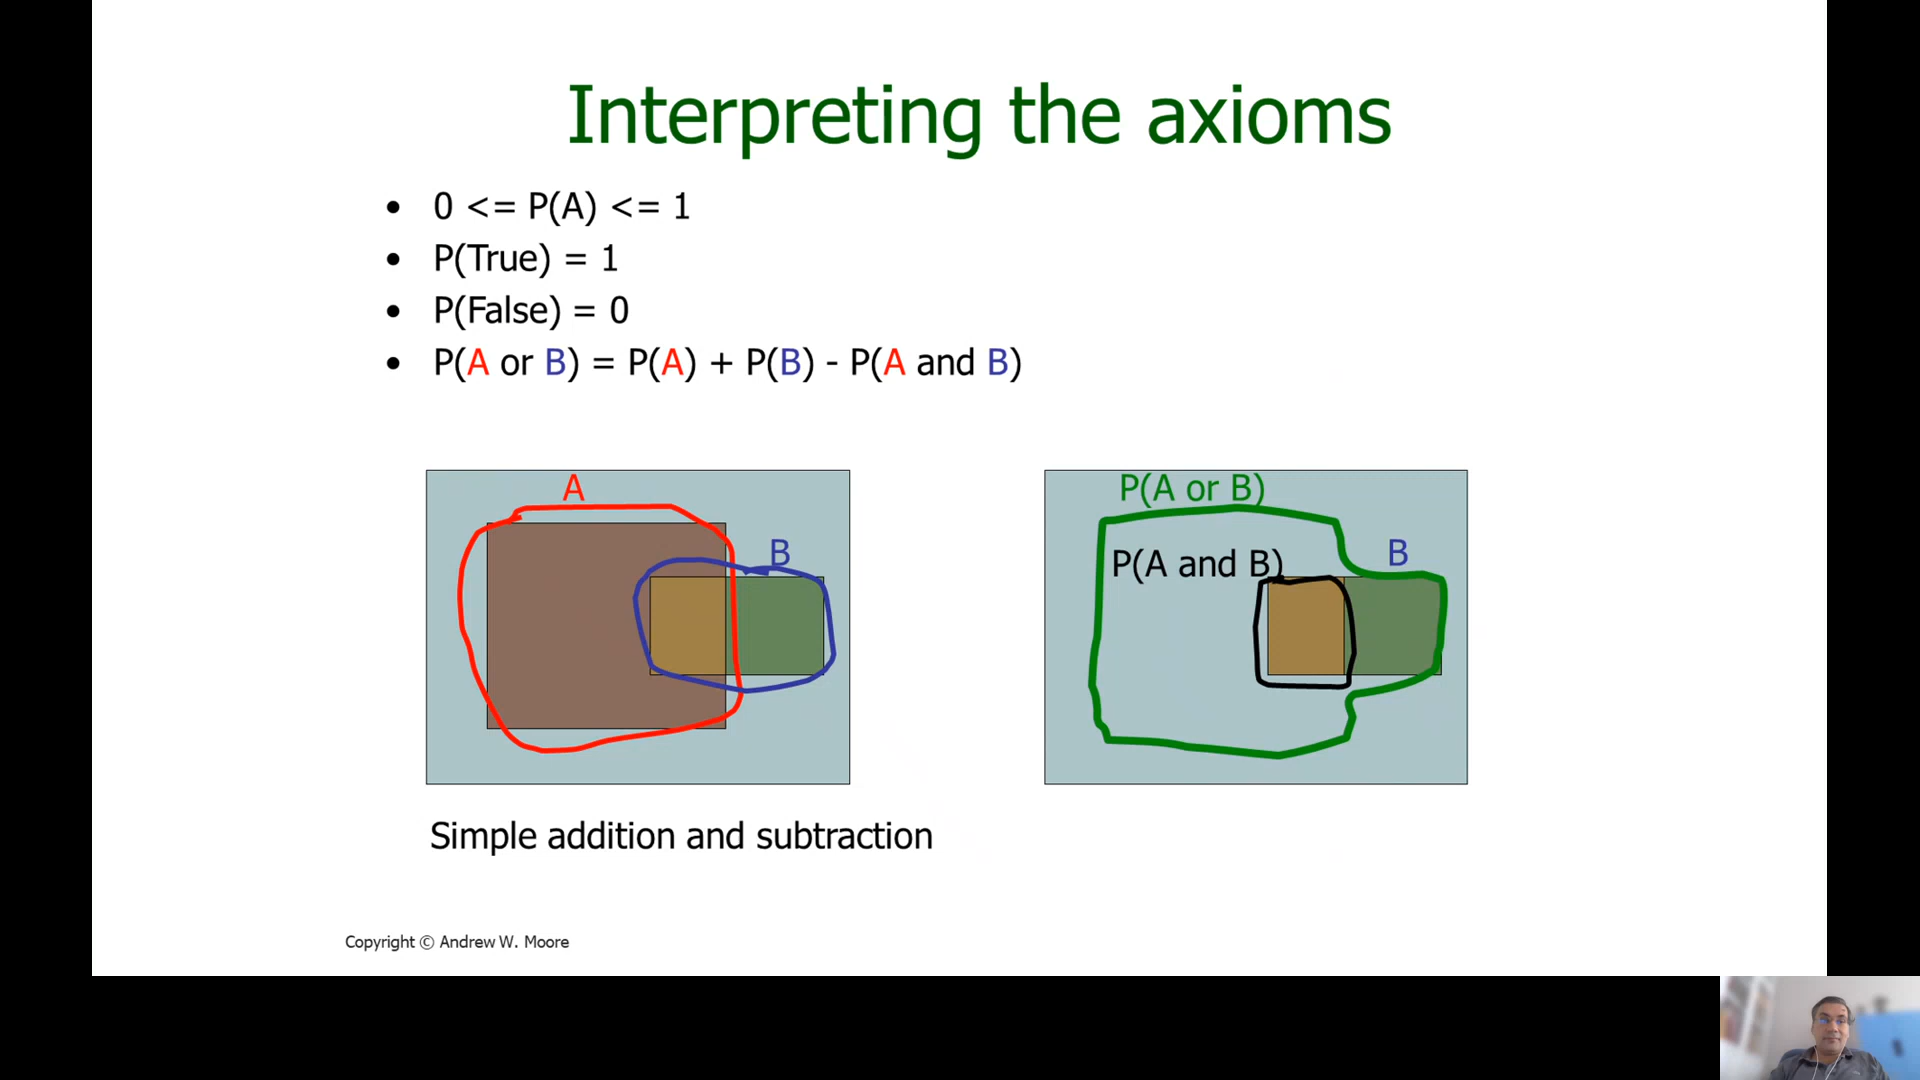 Interpreting the axioms
• 0 <= P(A) <= 1
• P(True) = 1
• P(False) = 0
• P(A or B) = P(A) + P(B) - P(A and B)
A
B
P(A or B)
P(A and B)
B
Simple addition and subtraction
Copyright © Andrew W. Moore